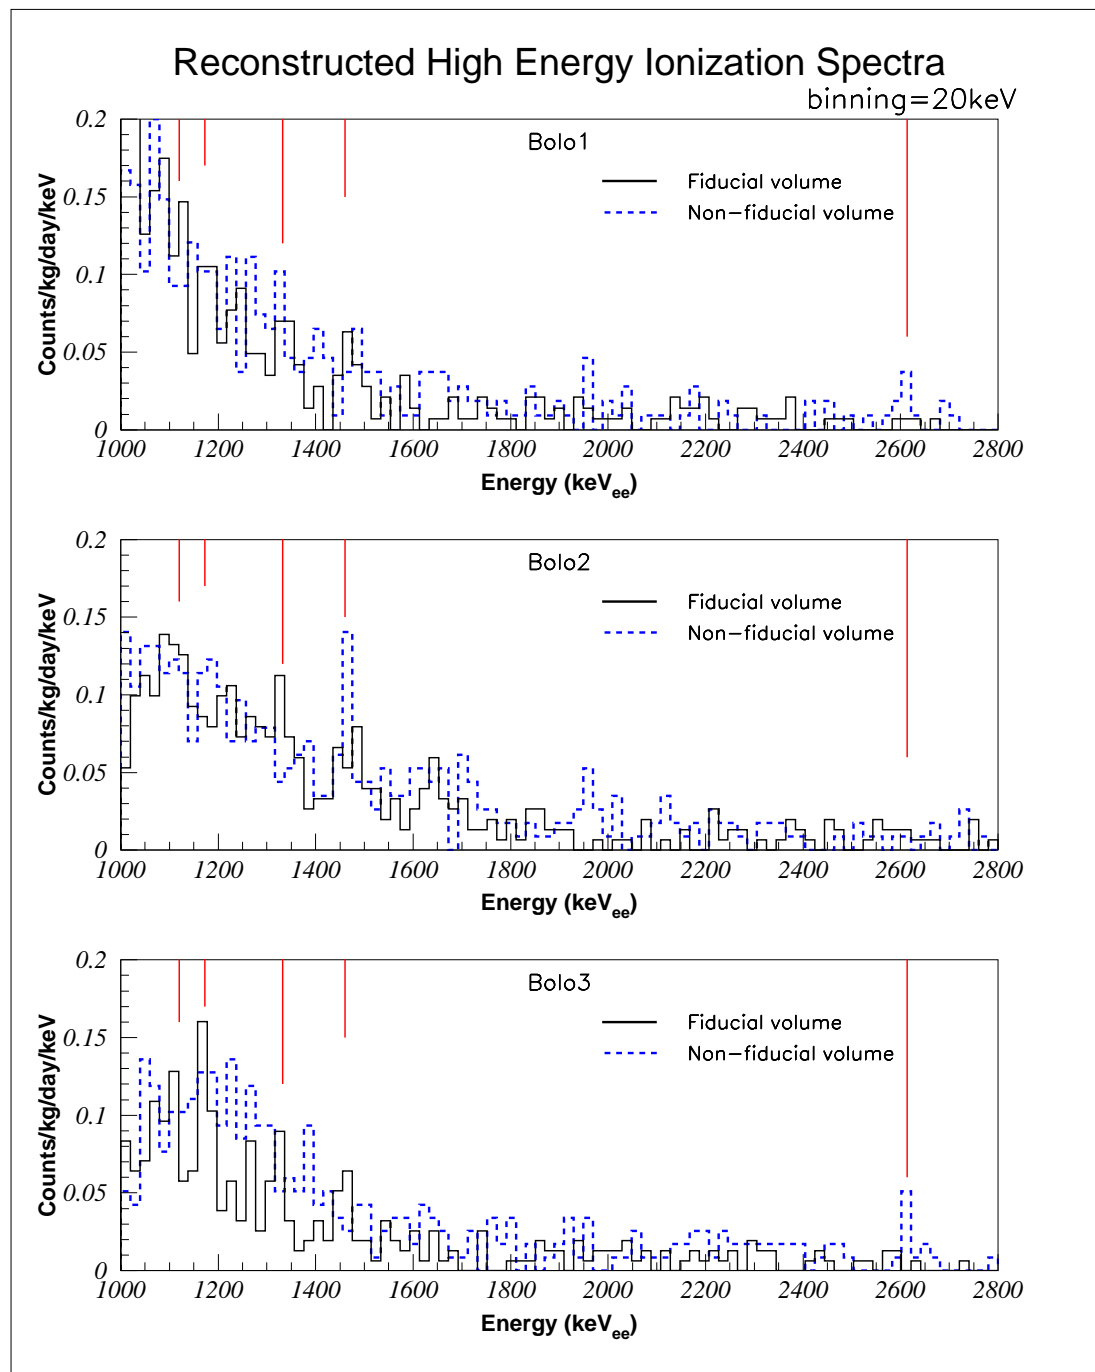 Reconstructed High Energy Ionization Spectra
binning=20keV
Bolo1
Fiducial volume
Non-fiducial volume
Counts/kg/day/keV
0.2
0.15
0.1
0.05
0
1000 1200 1400 1600 1800 2000 2200 2400 2600 2800
Energy (keVee)
Bolo2
Fiducial volume
Non-fiducial volume
Counts/kg/day/keV
0.2
0.15
0.1
0.05
0
1000 1200 1400 1600 1800 2000 2200 2400 2600 2800
Energy (keVee)
Bolo3
Fiducial volume
Non-fiducial volume
Counts/kg/day/keV
0.2
0.15
0.1
0.05
0
1000 1200 1400 1600 1800 2000 2200 2400 2600 2800
Energy (keVee)